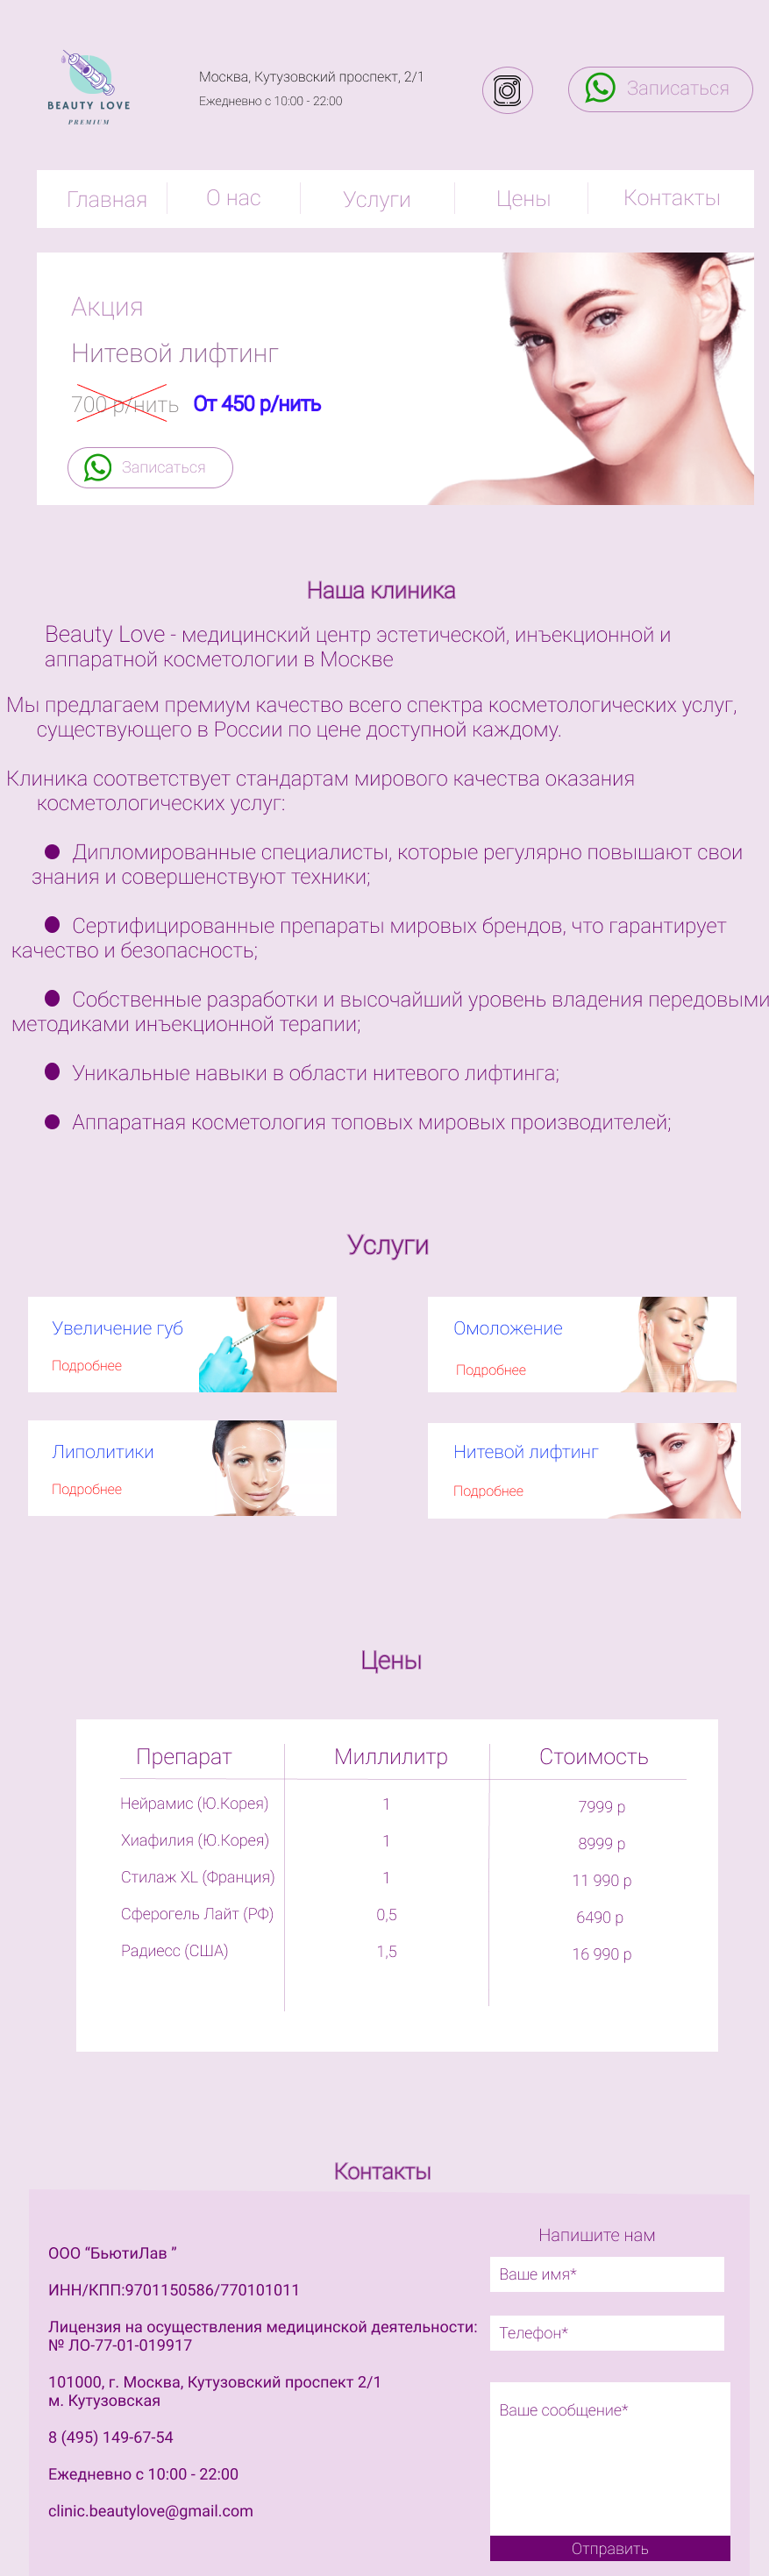 BEAUTY LOVE
PREMIUM
Москва, Кутузовский проспект, 2/1
Ежедневно с 10:00 - 22:00
Записаться
Главная
О нас
Услуги
Цены
Контакты
Акция
Нитевой лифтинг
700 р/нить От 450 р/нить
Записаться
Наша клиника
Beauty Love - медицинский центр эстетической, инъекционной и
аппаратной косметологии в Москве
Мы предлагаем премиум качество всего спектра косметологических услуг,
существующего в России по цене доступной каждому.
Клиника соответствует стандартам мирового качества оказания
косметологических услуг:
● Дипломированные специалисты, которые регулярно повышают свои
знания и совершенствуют техники;
● Сертифицированные препараты мировых брендов, что гарантирует
качество и безопасность;
● Собственные разработки и высочайший уровень владения передовыми
методиками инъекционной терапии;
● Уникальные навыки в области нитевого лифтинга;
● Аппаратная косметология топовых мировых производителей;
Услуги
Увеличение губ
Подробнее
Омоложение
Подробнее
Липолитики
Подробнее
Нитевой лифтинг
Подробнее
Цены
Препарат Миллилитр Стоимость
Нейрамис (Ю.Корея) 1 7999 р
Хиафилия (Ю.Корея) 1 8999 р
Стилаж XL (Франция) 1 11 990 р
Сферогель Лайт (РФ) 0,5 6490 р
Радиесс (США) 1,5 16 990 р
Контакты
ООО “БьютиЛав ”
ИНН/КПП:9701150586/770101011
Лицензия на осуществления медицинской деятельности:
№ ЛО-77-01-019917
101000, г. Москва, Кутузовский проспект 2/1
м. Кутузовская
8 (495) 149-67-54
Ежедневно с 10:00 - 22:00
clinic.beautylove@gmail.com
Напишите нам
Ваше имя*
Телефон*
Ваше сообщение*
Отправить